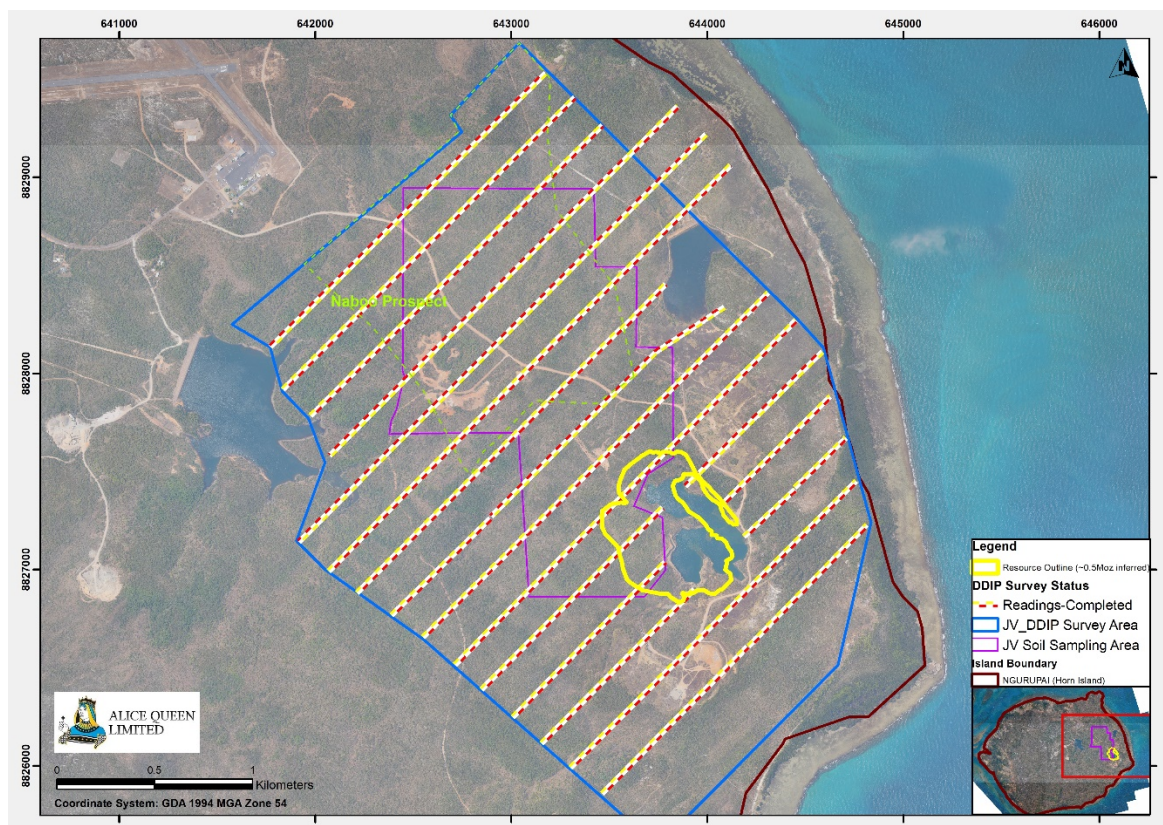 641000
642000
643000
644000
645000
646000
8829000
8828000
8827000
8826000
N
Naboo Prospect
Legend
Resource Outline (~0.5Moz inferred)
DDIP Survey Status
Readings-Completed
JV_DDIP Survey Area
JV Soil Sampling Area
Island Boundary
NGURUPAI (Horn Island)
ALICE QUEEN
LIMITED
0
0.5
1
Kilometers
Coordinate System: GDA 1994 MGA Zone 54